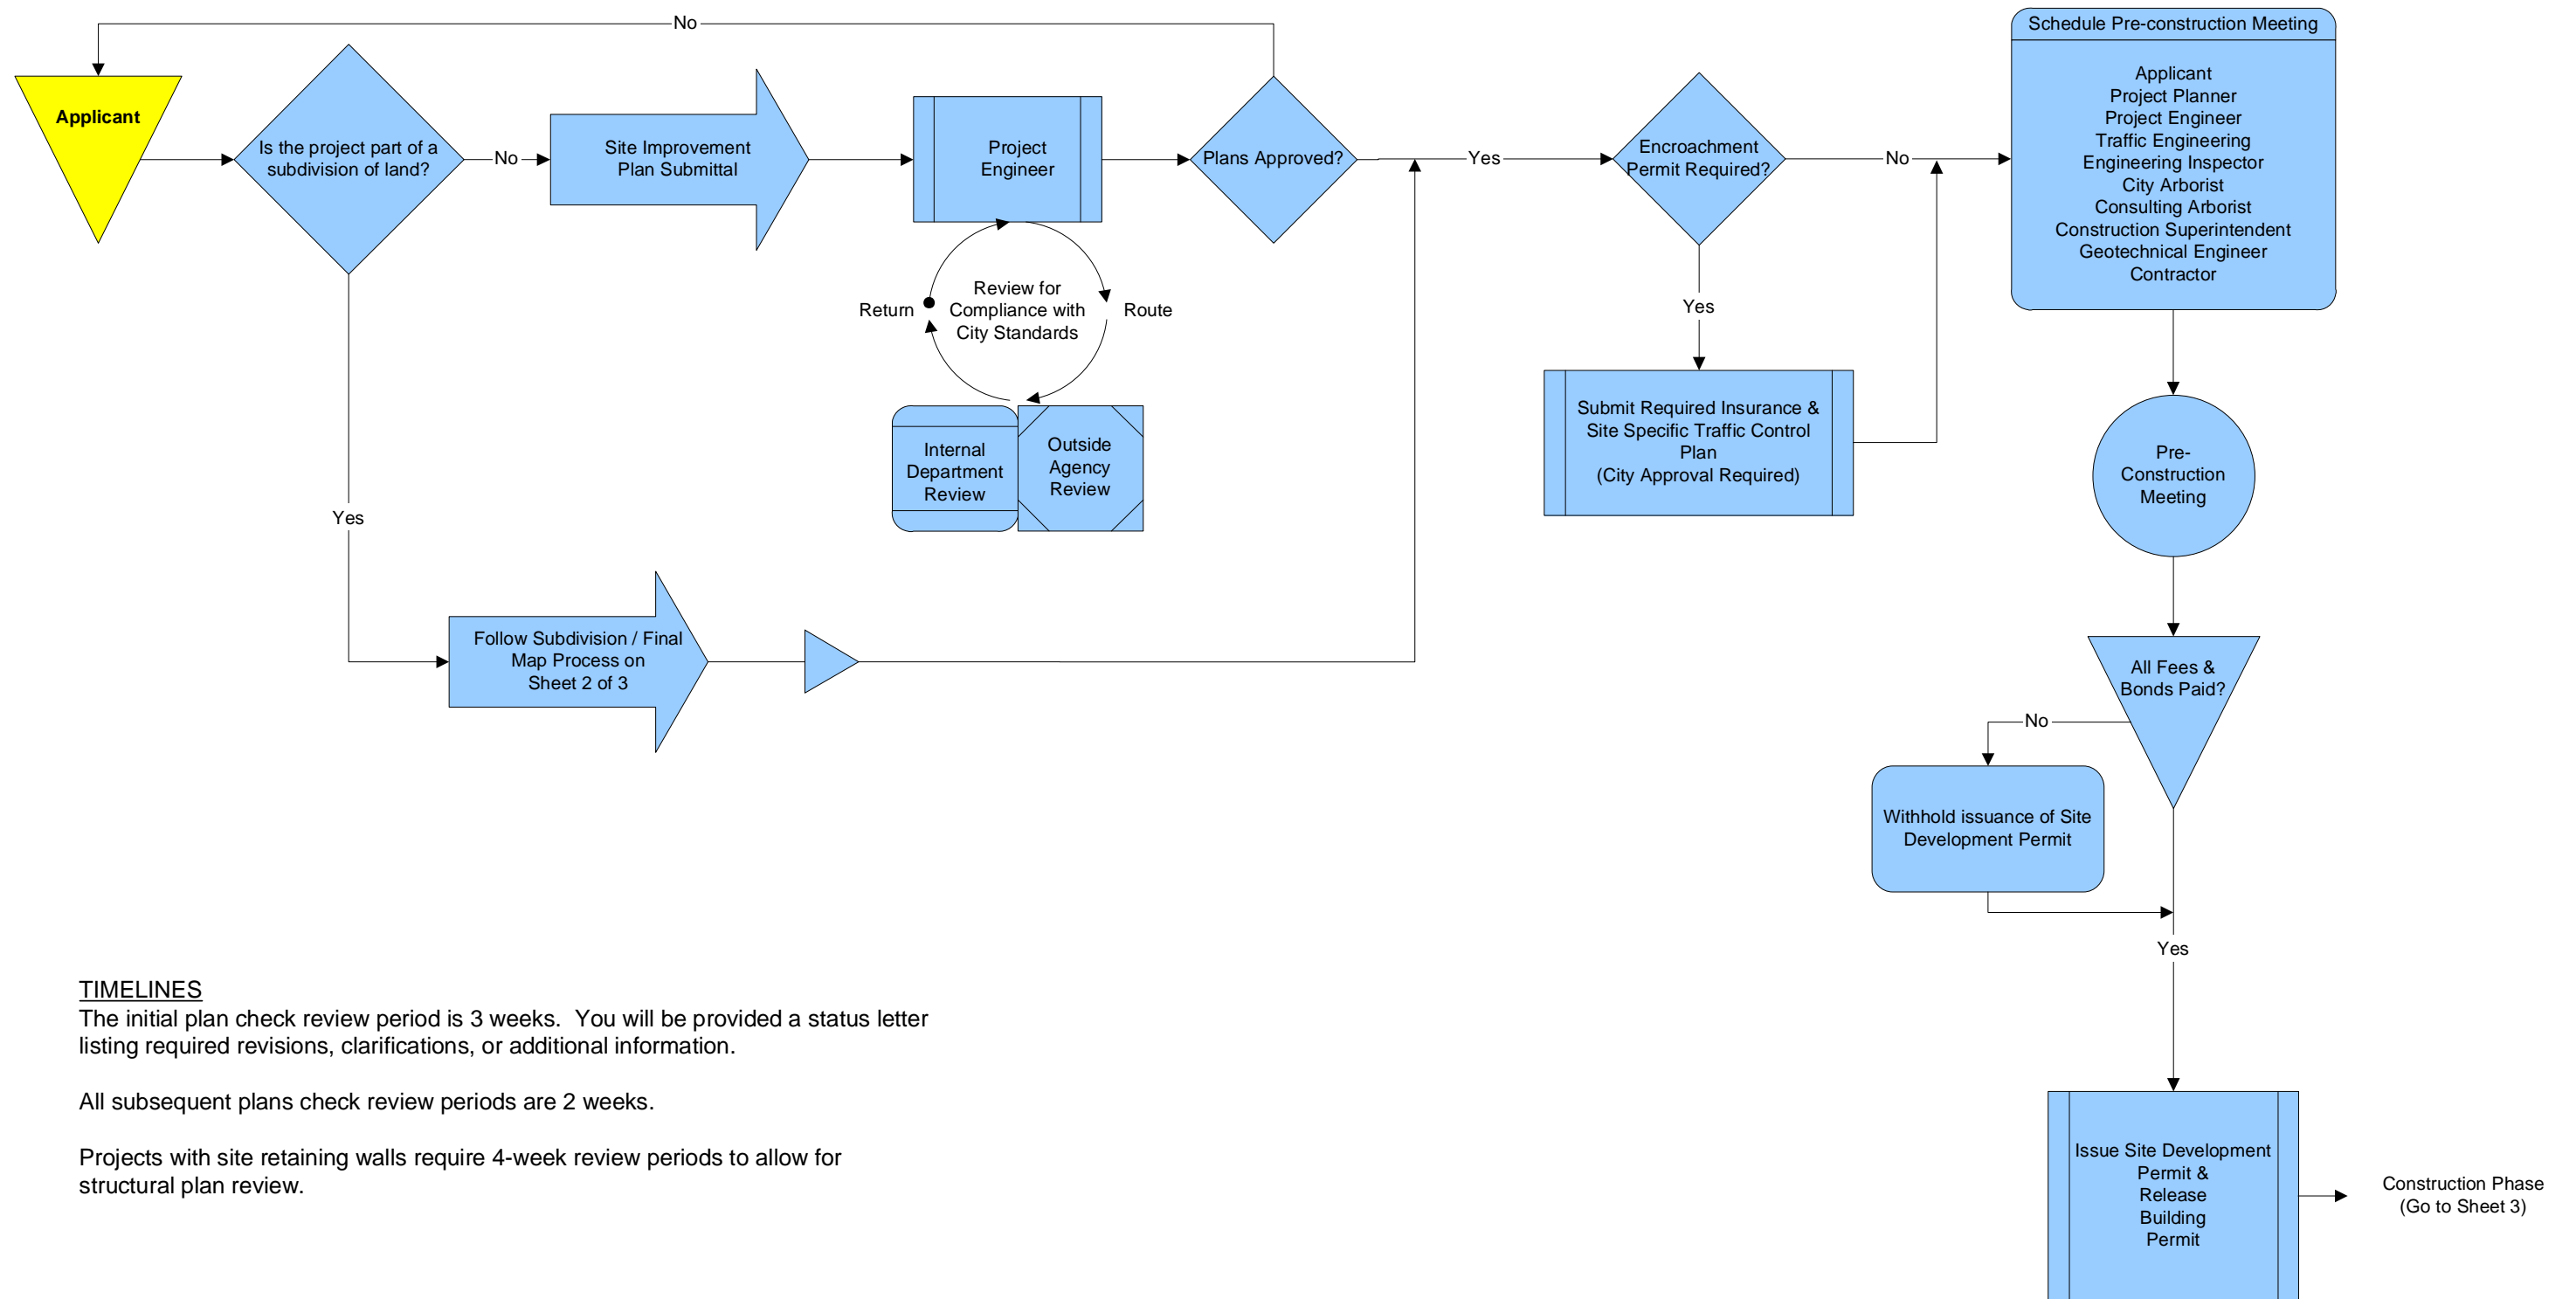 No
Applicant
Is the project part of a
subdivision of land?
No
Site Improvement
Plan Submittal
Project
Engineer
Plans Approved?
Yes
Encroachment
Permit Required?
No
Schedule Pre-construction Meeting
Applicant
Project Planner
Project Engineer
Traffic Engineering
Engineering Inspector
City Arborist
Consulting Arborist
Construction Superintendent
Geotechnical Engineer
Contractor
Return
Review for
Compliance with
City Standards
Route
Yes
Internal
Department
Review
Outside
Agency
Review
Submit Required Insurance &
Site Specific Traffic Control
Plan
(City Approval Required)
Pre-
Construction
Meeting
Yes
Follow Subdivision / Final
Map Process on
Sheet 2 of 3
All Fees &
Bonds Paid?
No
Withhold issuance of Site
Development Permit
Yes
TIMELINES
The initial plan check review period is 3 weeks.  You will be provided a status letter
listing required revisions, clarifications, or additional information.
All subsequent plans check review periods are 2 weeks.
Projects with site retaining walls require 4-week review periods to allow for
structural plan review.
Issue Site Development
Permit &
Release
Building
Permit
Construction Phase
(Go to Sheet 3)